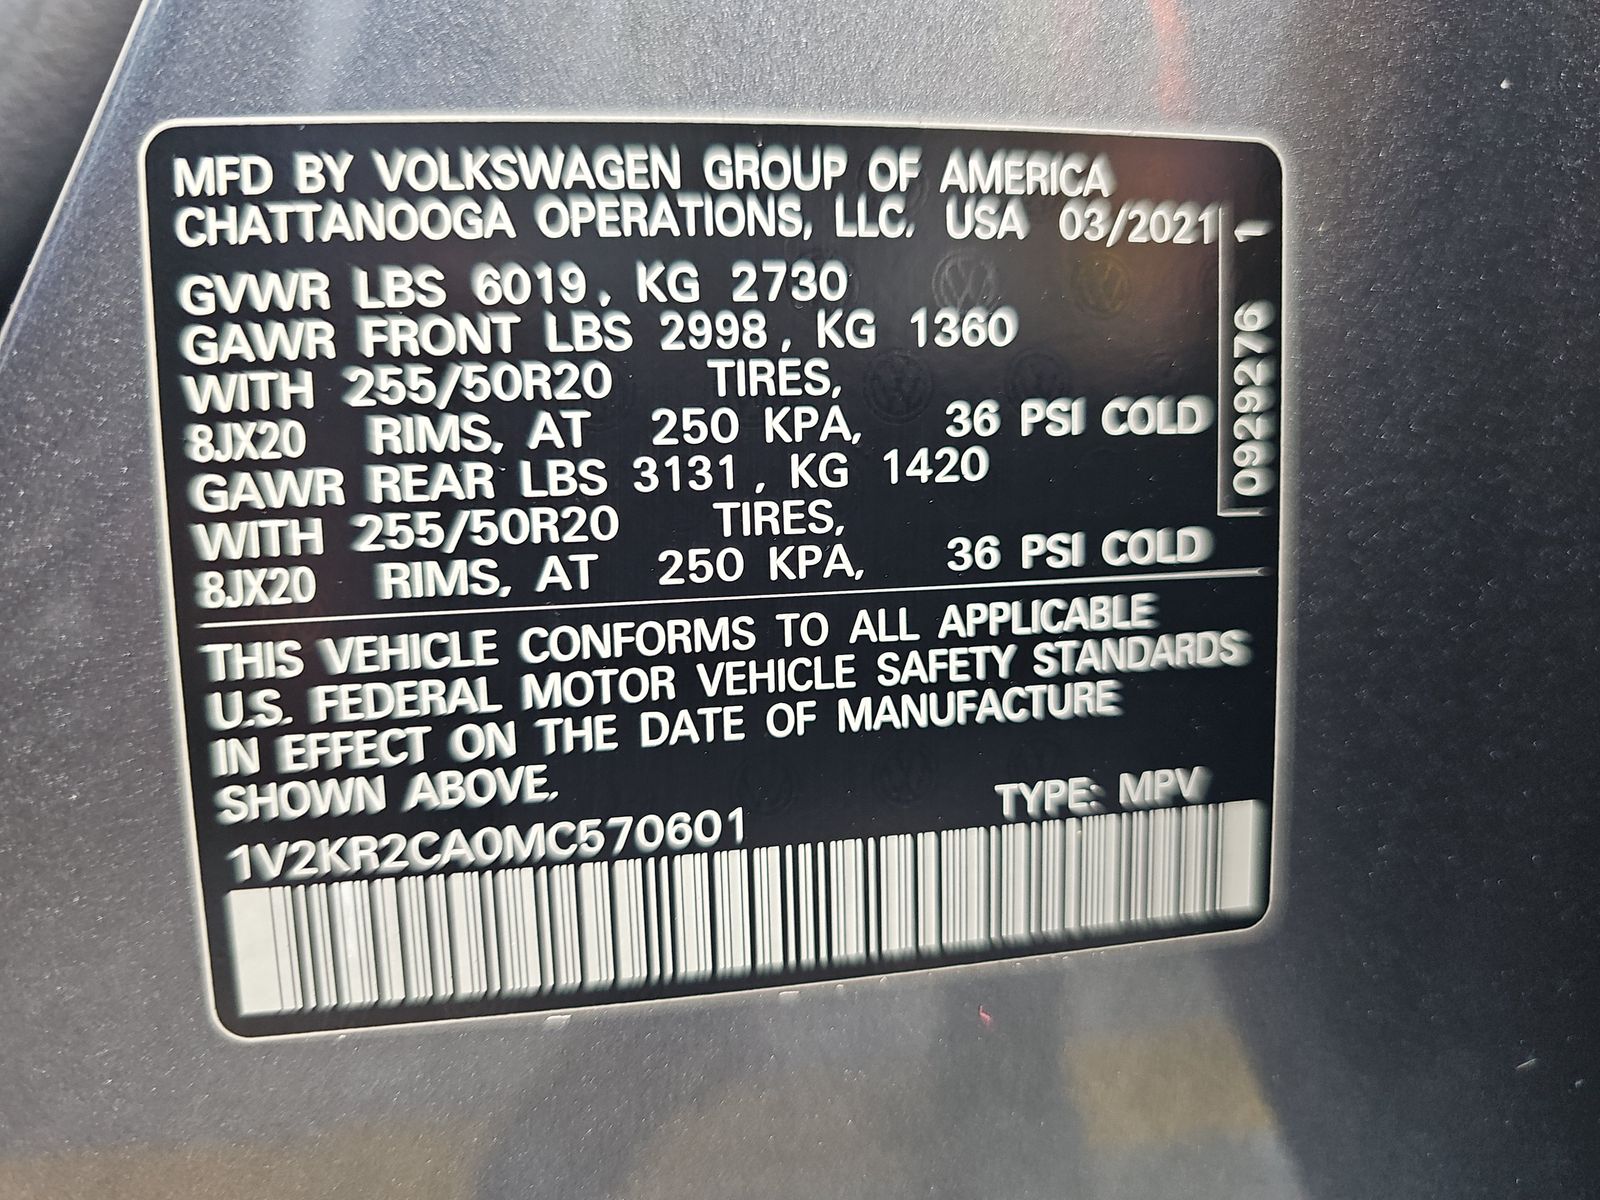 MFD BY VOLKSWAGEN GROUP OF AMERICA
CHATTANOOGA OPERATIONS, LLC. USA 03/2021
GVWR LBS 6019, KG 2730
GAWR FRONT LBS 2998, KG 1360
WITH 255/50R20 TIRES,
8JX20 RIMS, AT 250 KPA, 36 PSI COLD
GAWR REAR LBS 3131, KG 1420
WITH 255/50R20 TIRES,
8JX20 RIMS, AT 250 KPA, 36 PSI COLD
0929276 1
THIS VEHICLE CONFORMS TO ALL APPLICABLE
U.S. FEDERAL MOTOR VEHICLE SAFETY STANDARDS
IN EFFECT ON THE DATE OF MANUFACTURE
SHOWN ABOVE.
TYPE: MPV
1V2KR2CA0MC570601